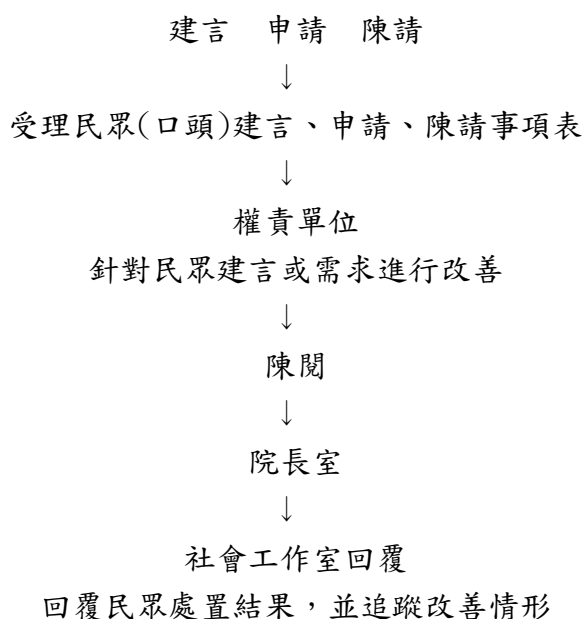 建言 申請 陳請
↓
受理民眾(口頭)建言、申請、陳請事項表
↓
權責單位
針對民眾建言或需求進行改善
↓
陳閱
↓
院長室
↓
社會工作室回覆
回覆民眾處置結果，並追蹤改善情形